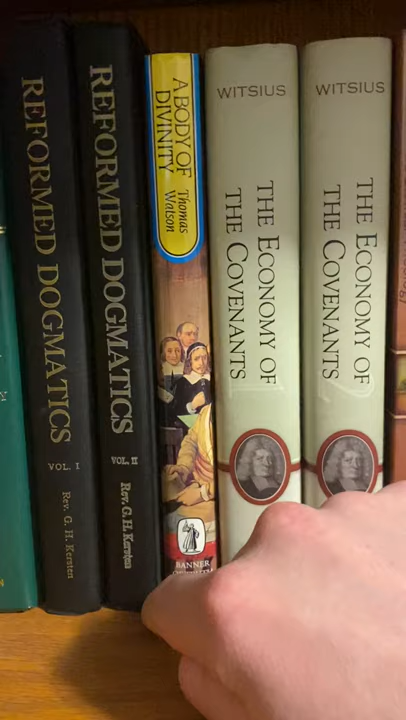 REFORMED DOGMATICS
VOL. I
Rev. G. H. Kersten
REFORMED DOGMATICS
VOL. II
Rev. G. H. Kersten
A BODY OF
DIVINITY
Thomas
Watson
BANNER
WITSIUS
THE ECONOMY OF
THE COVENANTS
WITSIUS
THE ECONOMY OF
THE COVENANTS